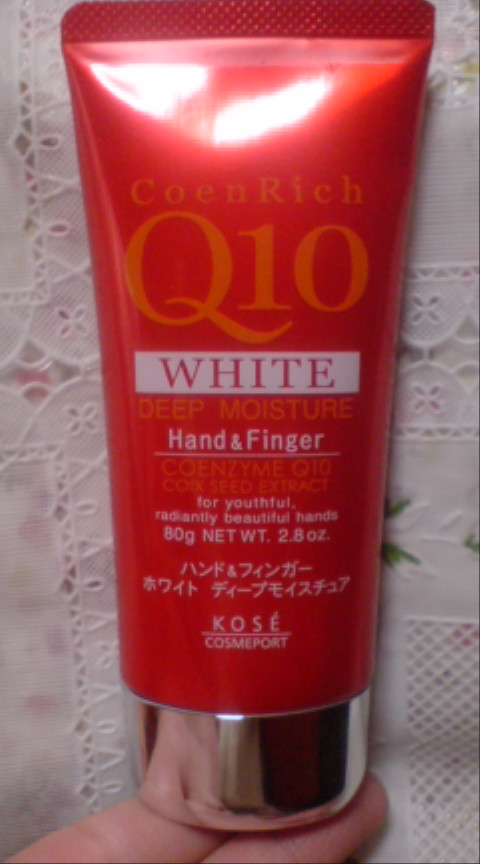 CoenRich
Q10
WHITE
DEEP MOISTURE
Hand&Finger
COENZYME Q10
COIX SEED EXTRACT
for youthful,
radiantly beautiful hands
80g NET WT. 2.8oz.
ハンド&フィンガー
ホワイト ディープモイスチュア
KOSÉ
COSMEPORT